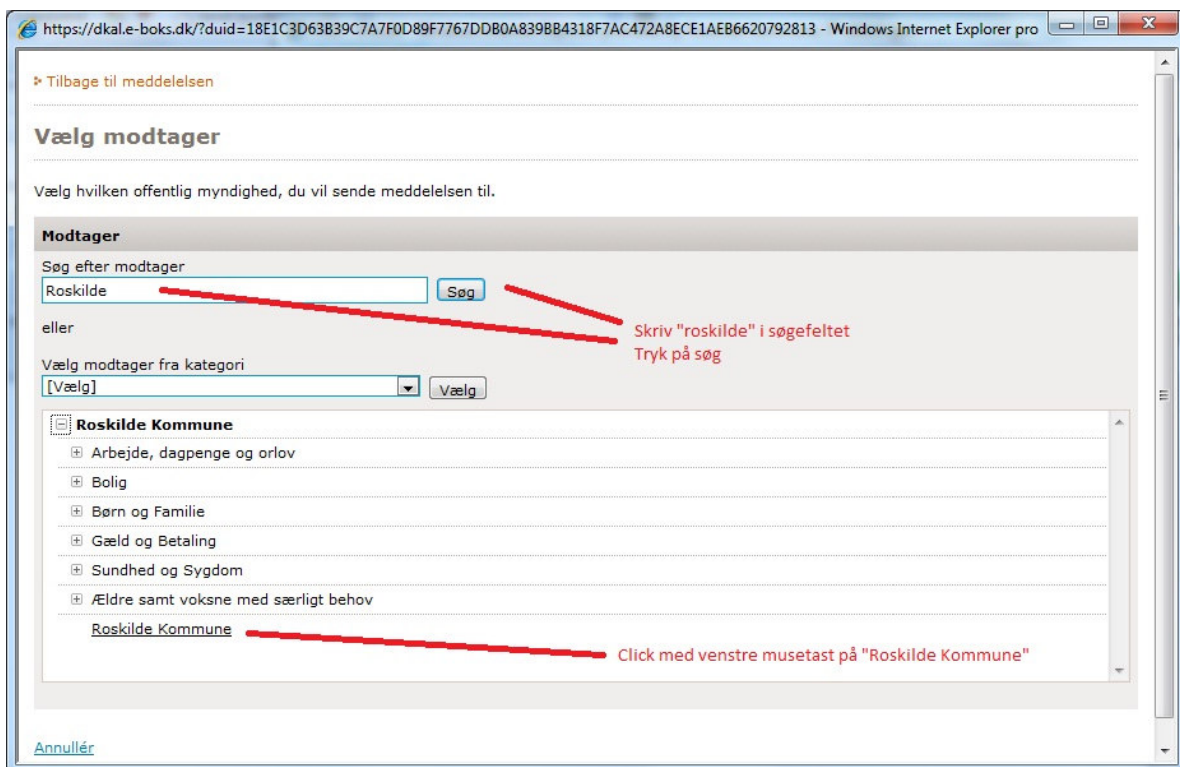 https://dkal.e-boks.dk/?duid=18E1C3D63B39C7A7F0D89F7767DDB0A839BB4318F7AC472A8ECE1AEB6620792813 - Windows Internet Explorer pro
Tilbage til meddelelsen
Vælg modtager
Vælg hvilken offentlig myndighed, du vil sende meddelelsen til.
Modtager
Søg efter modtager
Roskilde Søg
eller
Skriv "roskilde" i søgefeltet
Tryk på søg
Vælg modtager fra kategori
[Vælg] Vælg
Roskilde Kommune
Arbejde, dagpenge og orlov
Bolig
Børn og Familie
Gæld og Betaling
Sundhed og Sygdom
Ældre samt voksne med særligt behov
Roskilde Kommune
Click med venstre musetast på "Roskilde Kommune"
Annullér